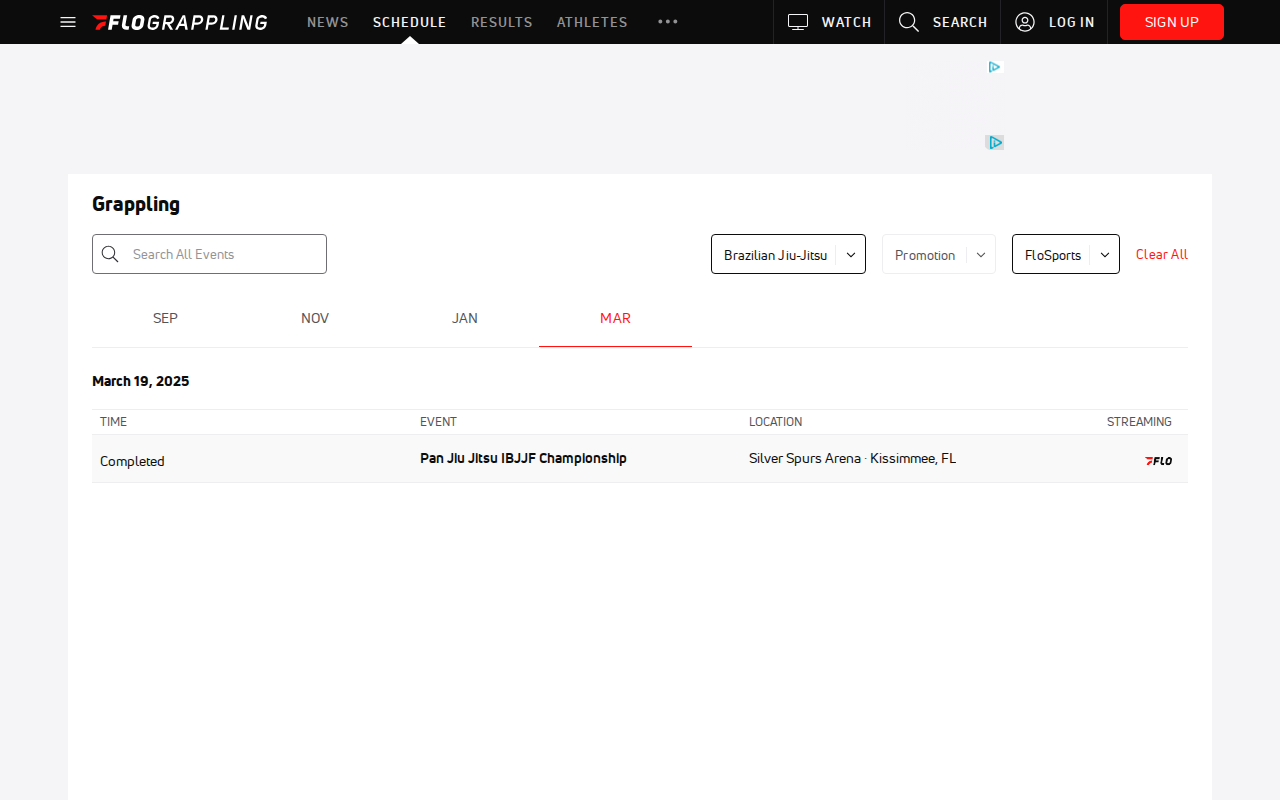 FLOGRAPPLING NEWS SCHEDULE RESULTS ATHLETES WATCH SEARCH LOG IN SIGN UP
Grappling
Search All Events Brazilian Jiu-Jitsu Promotion FloSports Clear All
SEP NOV JAN MAR
March 19, 2025
TIME EVENT LOCATION STREAMING
Completed Pan Jiu Jitsu IBJJF Championship Silver Spurs Arena · Kissimmee, FL FLO